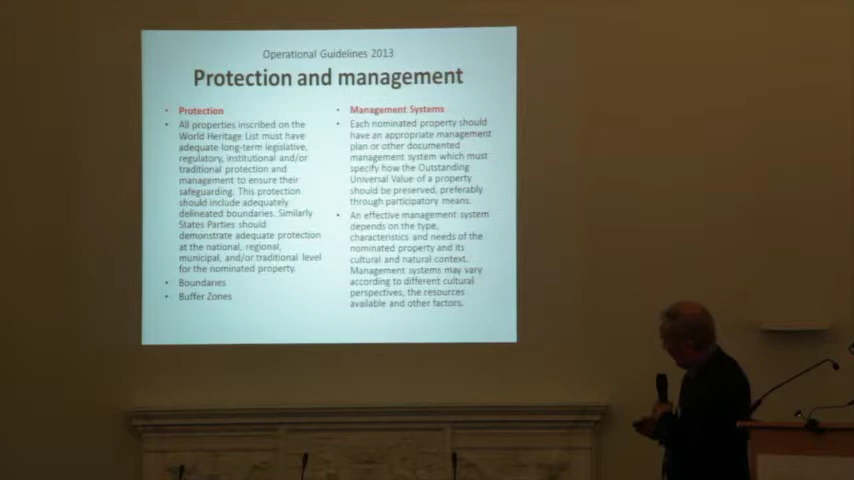 Operational Guidelines 2013
Protection and management
• Protection
• All properties inscribed on the
World Heritage List must have
adequate long-term legislative,
regulatory, institutional and/or
traditional protection and
management to ensure their
safeguarding. This protection
should include adequately
delineated boundaries. Similarly
States Parties should
demonstrate adequate protection
at the national, regional,
municipal, and/or traditional level
for the nominated property.
• Boundaries
• Buffer Zones
• Management Systems
• Each nominated property should
have an appropriate management
plan or other documented
management system which must
specify how the Outstanding
Universal Value of a property
should be preserved, preferably
through participatory means.
• An effective management system
depends on the type,
characteristics and needs of the
nominated property and its
cultural and natural context.
Management systems may vary
according to different cultural
perspectives, the resources
available and other factors.